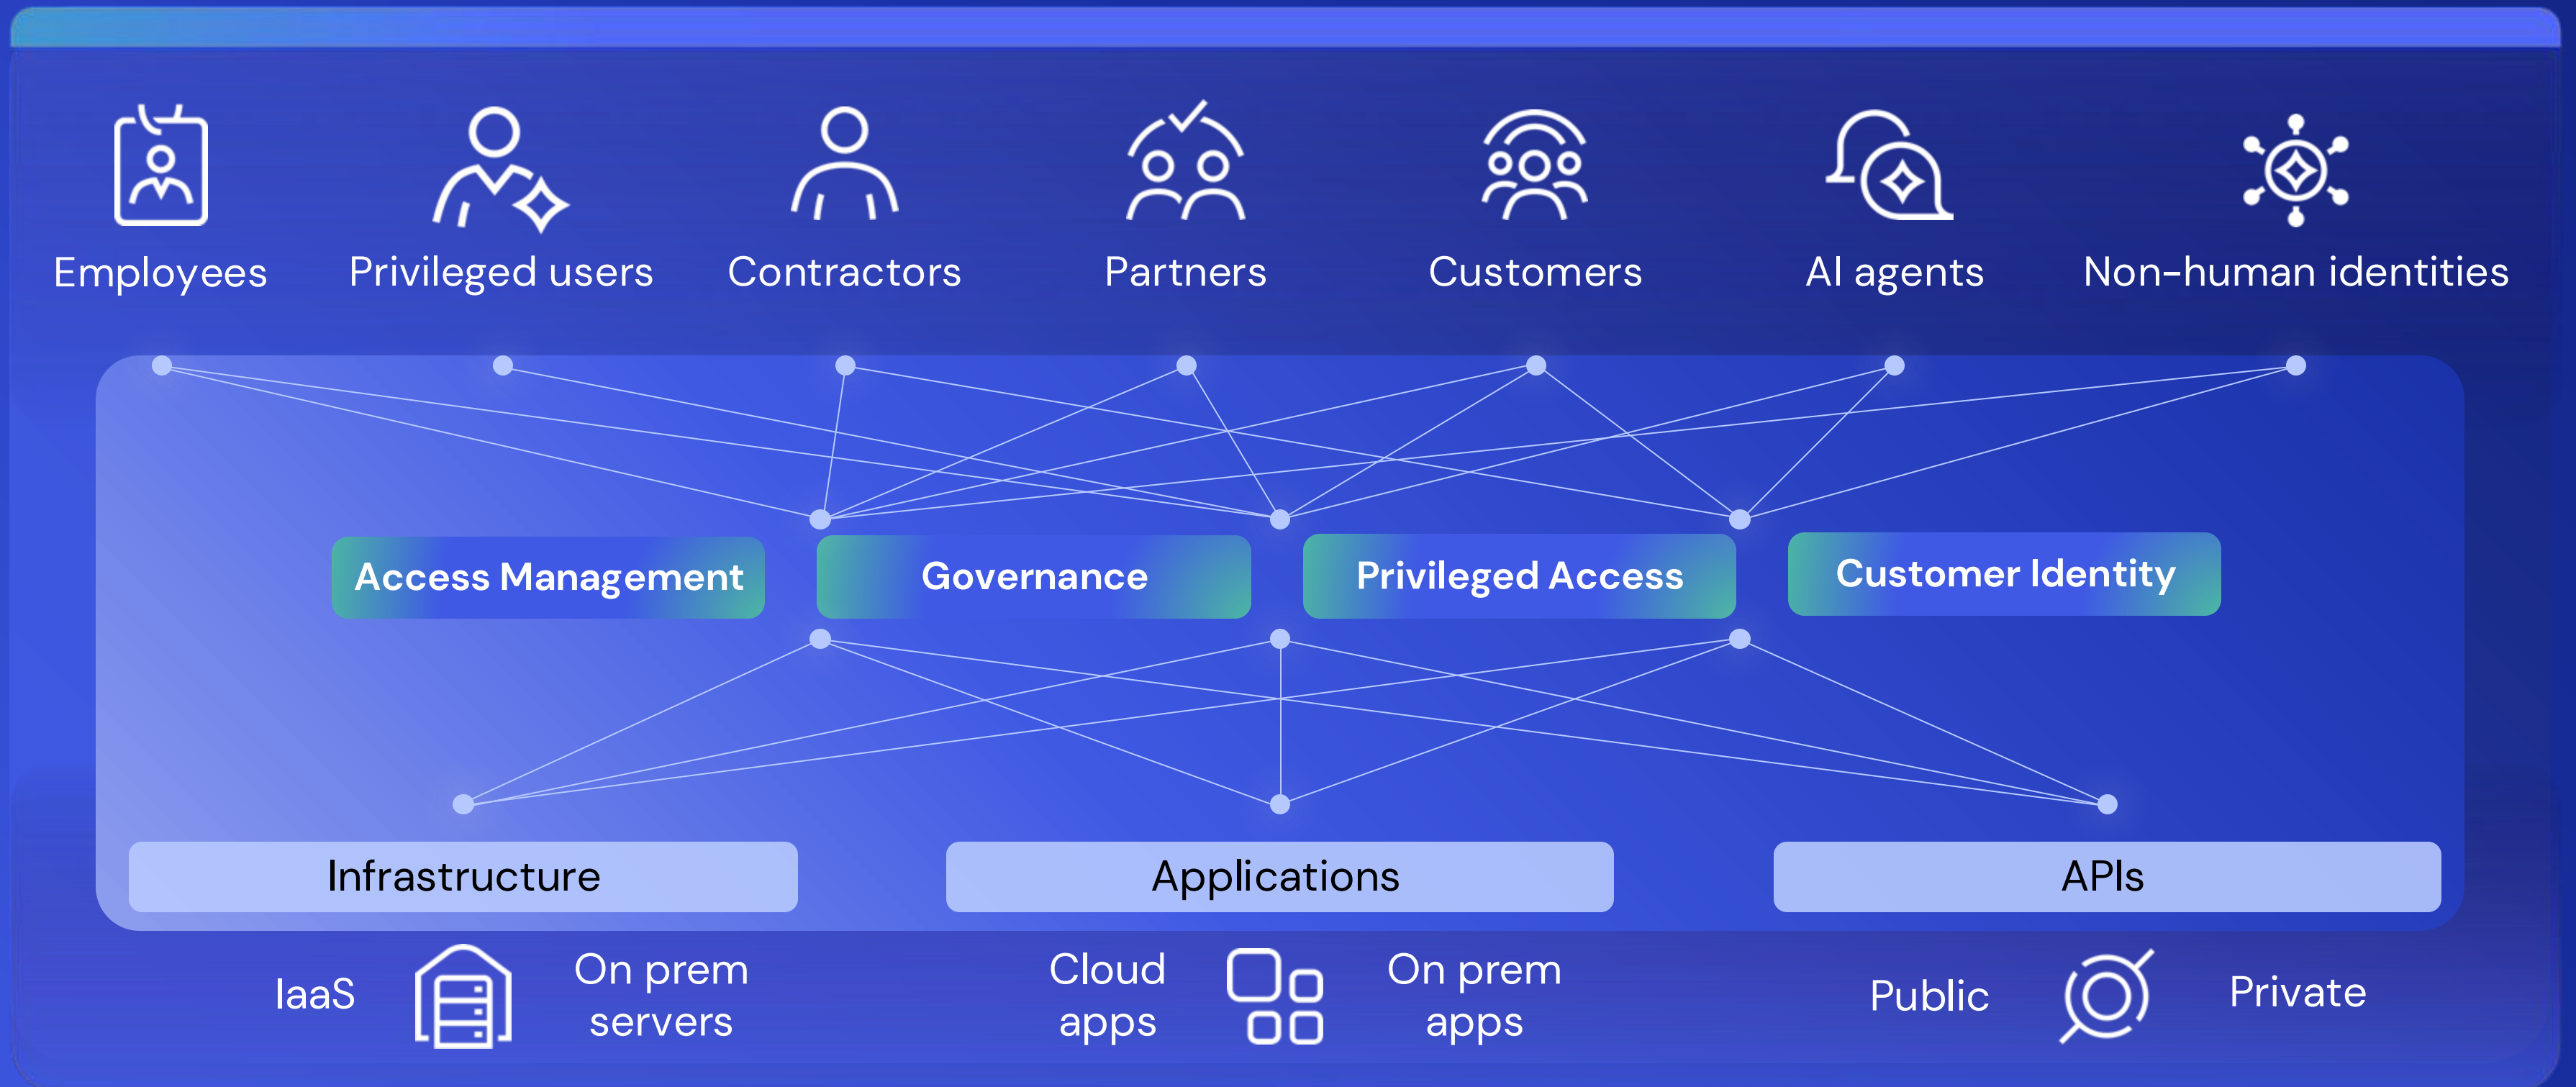 Employees
Privileged users
Contractors
Partners
Customers
AI agents
Non-human identities
Access Management
Governance
Privileged Access
Customer Identity
Infrastructure
Applications
APIs
IaaS
On prem
servers
Cloud
apps
On prem
apps
Public
Private